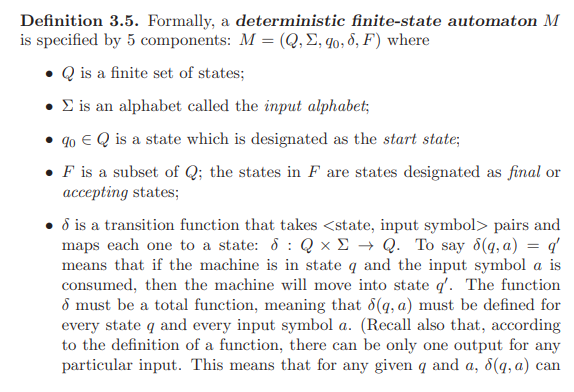 Definition 3.5. Formally, a deterministic finite-state automaton M
is specified by 5 components: M = (Q, Σ, q₀, δ, F) where
• Q is a finite set of states;
• Σ is an alphabet called the input alphabet;
• q₀ ∈ Q is a state which is designated as the start state;
• F is a subset of Q; the states in F are states designated as final or
accepting states;
• δ is a transition function that takes <state, input symbol> pairs and
maps each one to a state: δ : Q × Σ → Q. To say δ(q, a) = q′
means that if the machine is in state q and the input symbol a is
consumed, then the machine will move into state q′. The function
δ must be a total function, meaning that δ(q, a) must be defined for
every state q and every input symbol a. (Recall also that, according
to the definition of a function, there can be only one output for any
particular input. This means that for any given q and a, δ(q, a) can